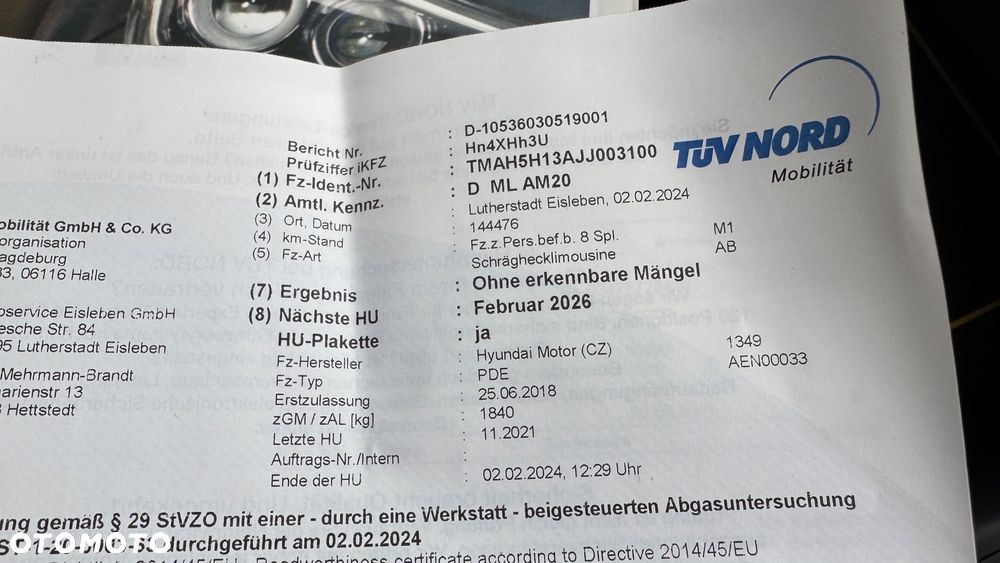 Bericht Nr. : D-10536030519001
Prüfziffer iKFZ : Hn4XHh3U
(1) Fz-Ident.-Nr. : TMAH5H13AJJ003100
(2) Amtl. Kennz. : D ML AM20
(3) Ort, Datum : Lutherstadt Eisleben, 02.02.2024
(4) km-Stand : 144476
(5) Fz-Art : Fz.z.Pers.bef.b. 8 Spl. M1
Schräghecklimousine AB
(7) Ergebnis : Ohne erkennbare Mängel
(8) Nächste HU : Februar 2026
HU-Plakette : ja
Fz-Hersteller : Hyundai Motor (CZ) 1349
Fz-Typ : PDE AEN00033
Erstzulassung : 25.06.2018
zGM / zAL [kg] : 1840
Letzte HU : 11.2021
Auftrags-Nr./Intern :
Ende der HU : 02.02.2024, 12:29 Uhr
TÜV NORD
Mobilität
obilität GmbH & Co. KG
organisation
agdeburg
33, 06116 Halle
oservice Eisleben GmbH
esche Str. 84
95 Lutherstadt Eisleben
Mehrmann-Brandt
arienstr 13
Hettstedt
ung gemäß § 29 StVZO mit einer - durch eine Werkstatt - beigesteuerten Abgasuntersuchung
durchgeführt am 02.02.2024
2014/45/EU Roadworthiness certificate according to Directive 2014/45/EU
OTOMOTO